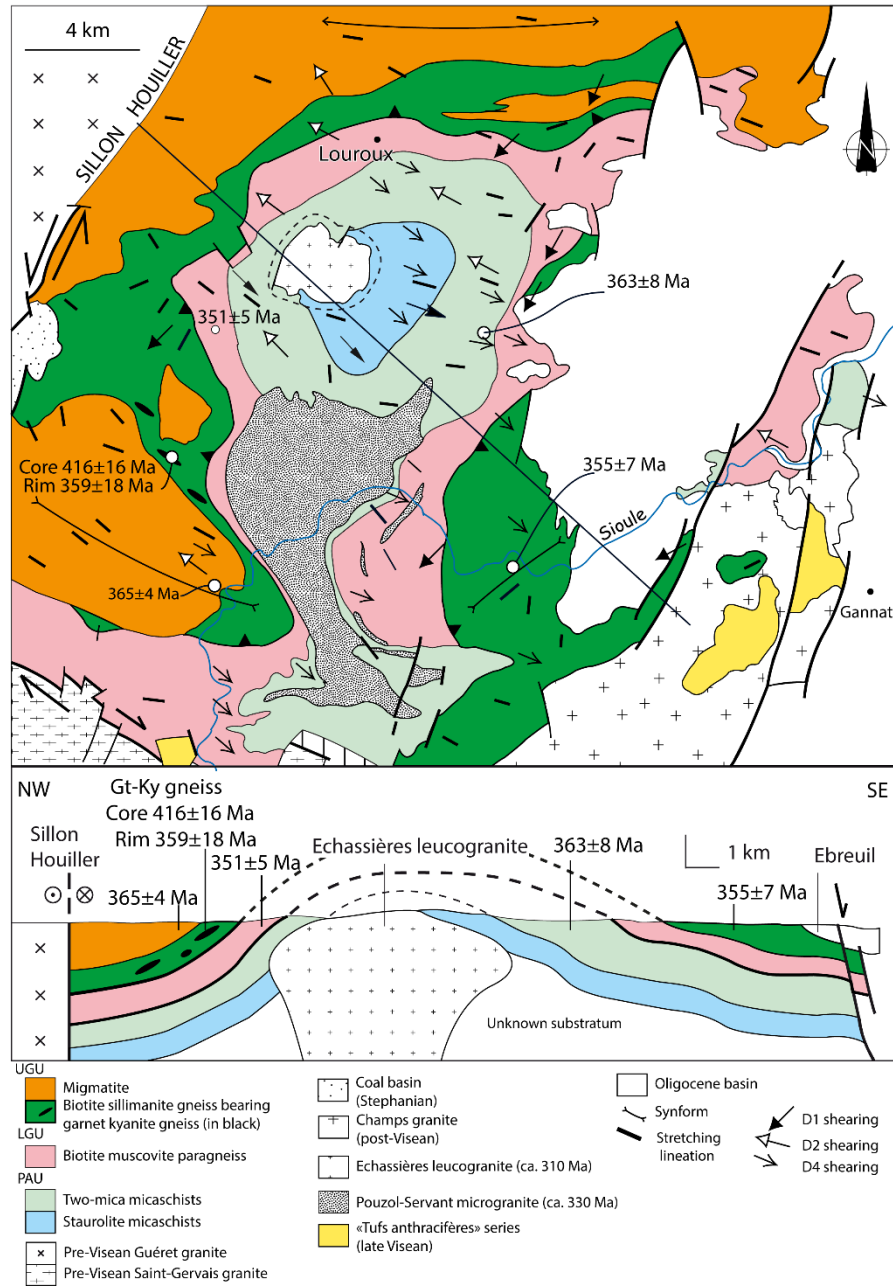 4 km
SILLON HOUILLER
Louroux
N
363±8 Ma
351±5 Ma
Core 416±16 Ma
Rim 359±18 Ma
355±7 Ma
Sioule
365±4 Ma
Gannat
NW
SE
Gt-Ky gneiss
Core 416±16 Ma
Rim 359±18 Ma
Sillon
Houiller
351±5 Ma
365±4 Ma
Echassières leucogranite
363±8 Ma
1 km
Ebreuil
355±7 Ma
Unknown substratum
UGU
Migmatite
Biotite sillimanite gneiss bearing
garnet kyanite gneiss (in black)
LGU
Biotite muscovite paragneiss
PAU
Two-mica micaschists
Staurolite micaschists
Pre-Visean Guéret granite
Pre-Visean Saint-Gervais granite
Coal basin
(Stephanian)
Champs granite
(post-Visean)
Echassières leucogranite (ca. 310 Ma)
Pouzol-Servant microgranite (ca. 330 Ma)
«Tufs anthracifères» series
(late Visean)
Oligocene basin
Synform
Stretching
lineation
D1 shearing
D2 shearing
D4 shearing